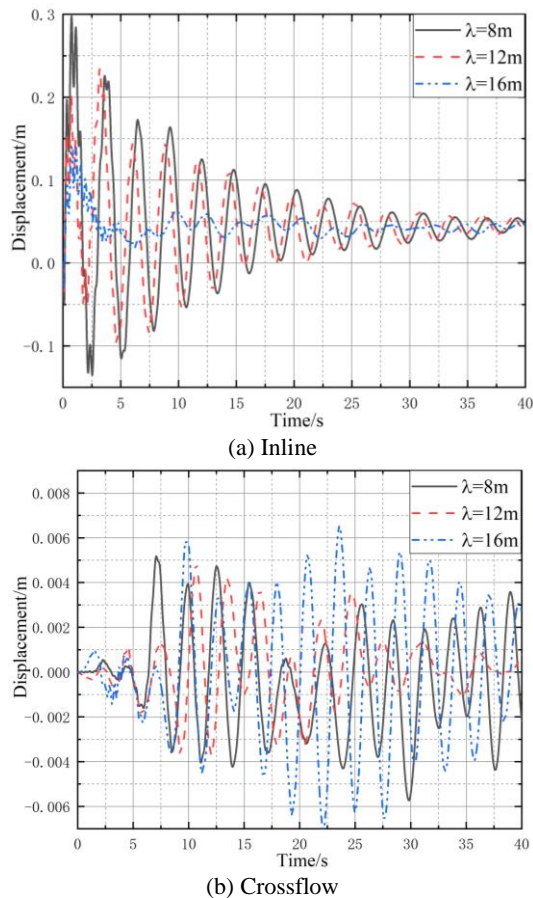 0.3
λ=8m
λ=12m
0.2
λ=16m
Displacement/m
0.1
0.0
-0.1
0 5 10 15 20 25 30 35 40
Time/s
(a) Inline
0.008
λ=8m
λ=12m
0.006
λ=16m
0.004
Displacement/m
0.002
0.000
-0.002
-0.004
-0.006
0 5 10 15 20 25 30 35 40
Time/s
(b) Crossflow